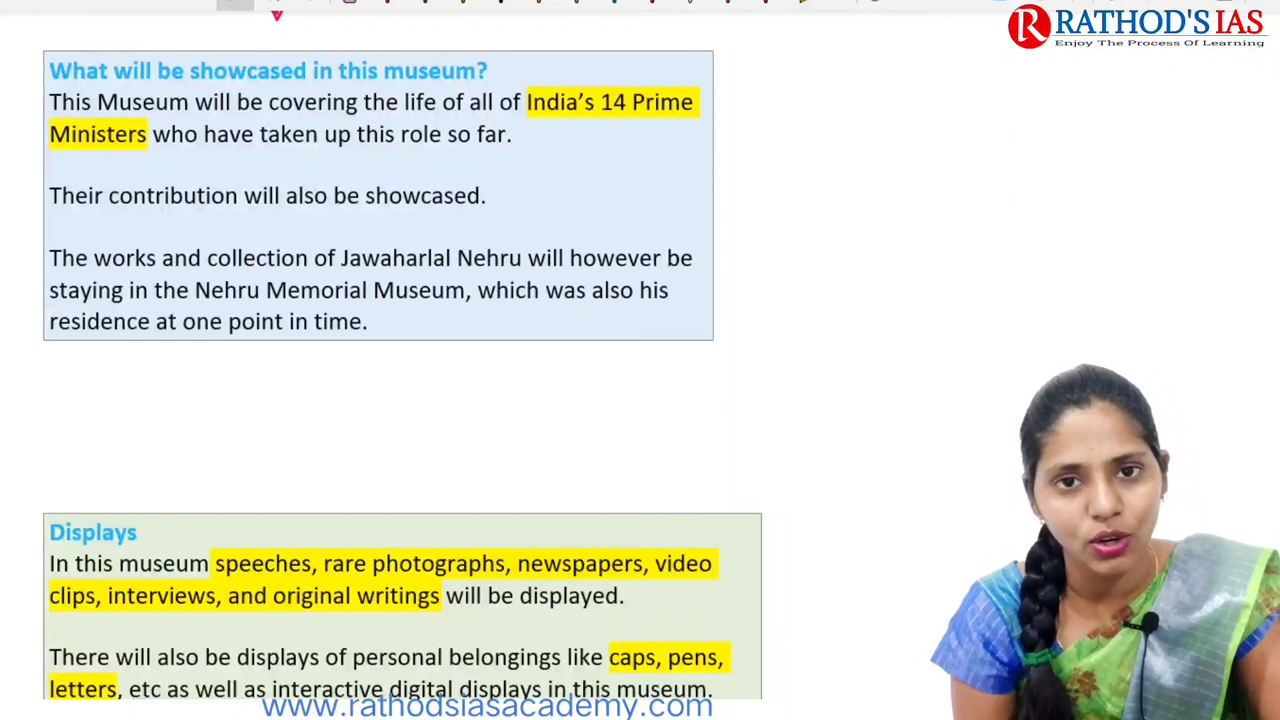 RATHOD'S IAS
Enjoy The Process Of Learning
What will be showcased in this museum?
This Museum will be covering the life of all of India's 14 Prime
Ministers who have taken up this role so far.
Their contribution will also be showcased.
The works and collection of Jawaharlal Nehru will however be
staying in the Nehru Memorial Museum, which was also his
residence at one point in time.
Displays
In this museum speeches, rare photographs, newspapers, video
clips, interviews, and original writings will be displayed.
There will also be displays of personal belongings like caps, pens,
letters, etc as well as interactive digital displays in this museum.
www.rathodsiasacademy.com